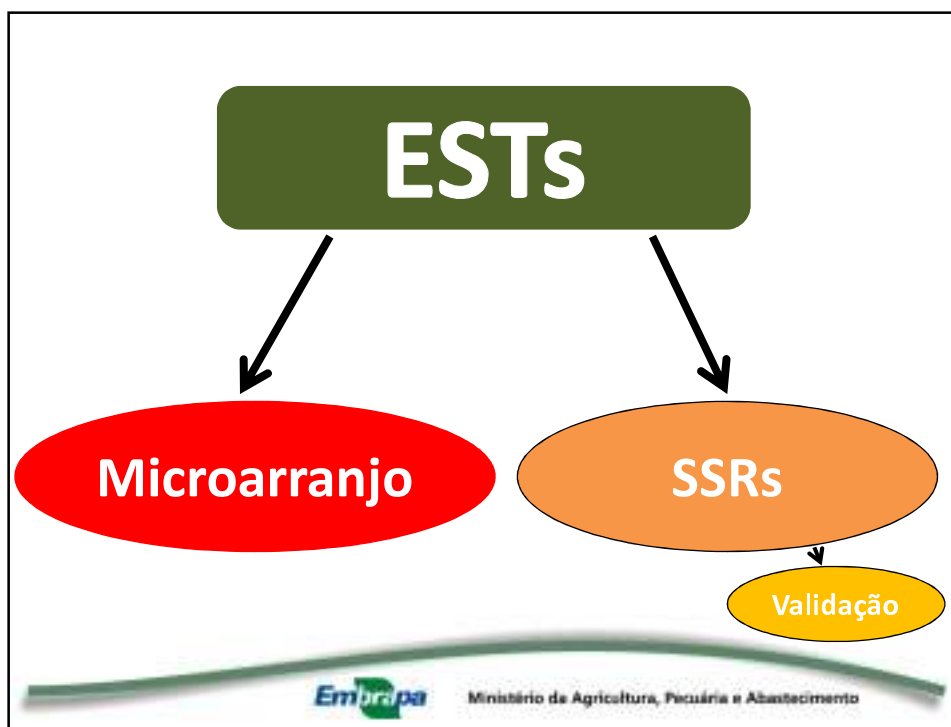 ESTs
Microarranjo
SSRs
Validação
Embrapa
Ministério da Agricultura, Pecuária e Abastecimento